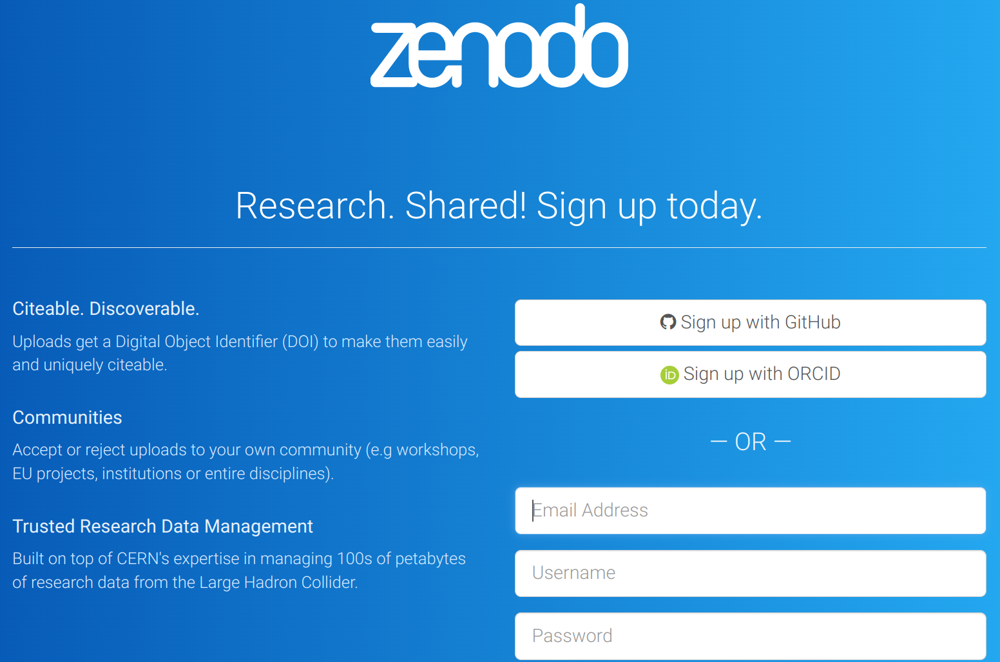 zenodo
Research. Shared! Sign up today.
Citeable. Discoverable.
Uploads get a Digital Object Identifier (DOI) to make them easily
and uniquely citeable.
Communities
Accept or reject uploads to your own community (e.g workshops,
EU projects, institutions or entire disciplines).
Trusted Research Data Management
Built on top of CERN's expertise in managing 100s of petabytes
of research data from the Large Hadron Collider.
Sign up with GitHub
iD Sign up with ORCID
— OR —
Email Address
Username
Password